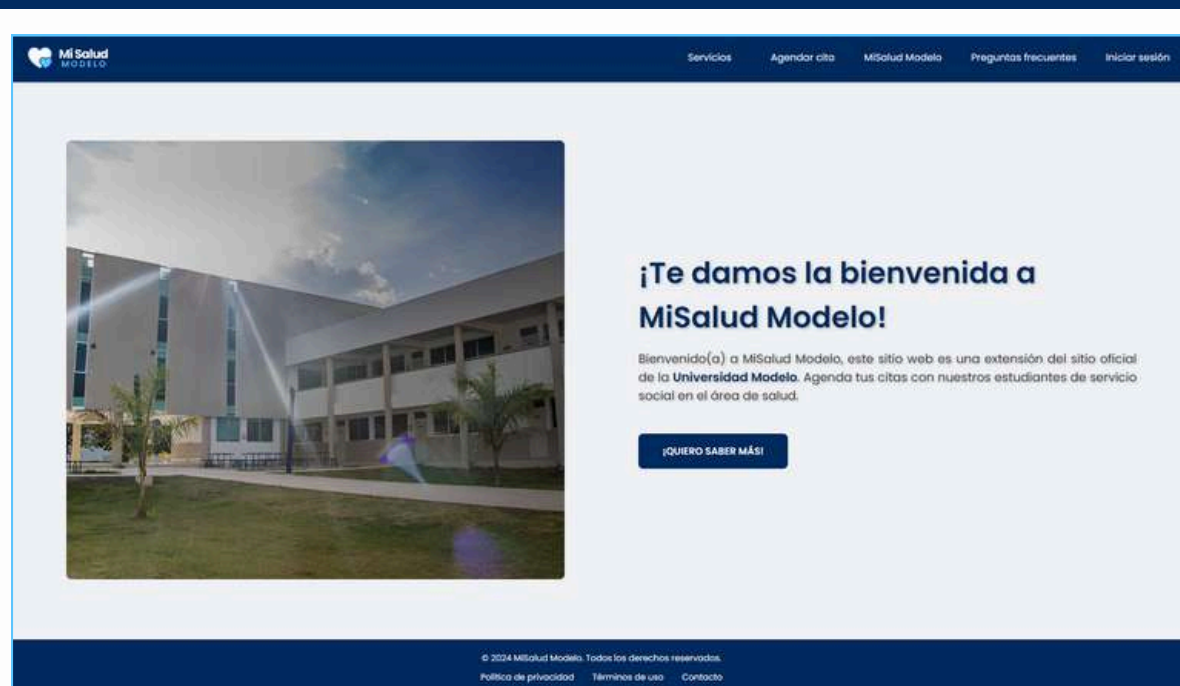 Mi Salud
MODELO
Servicios Agendar cita MiSalud Modelo Preguntas frecuentes Iniciar sesión
¡Te damos la bienvenida a
MiSalud Modelo!
Bienvenido(a) a MiSalud Modelo, este sitio web es una extensión del sitio oficial
de la Universidad Modelo. Agenda tus citas con nuestros estudiantes de servicio
social en el área de salud.
¡QUIERO SABER MÁS!
© 2024 MiSalud Modelo. Todos los derechos reservados.
Política de privacidad Términos de uso Contacto